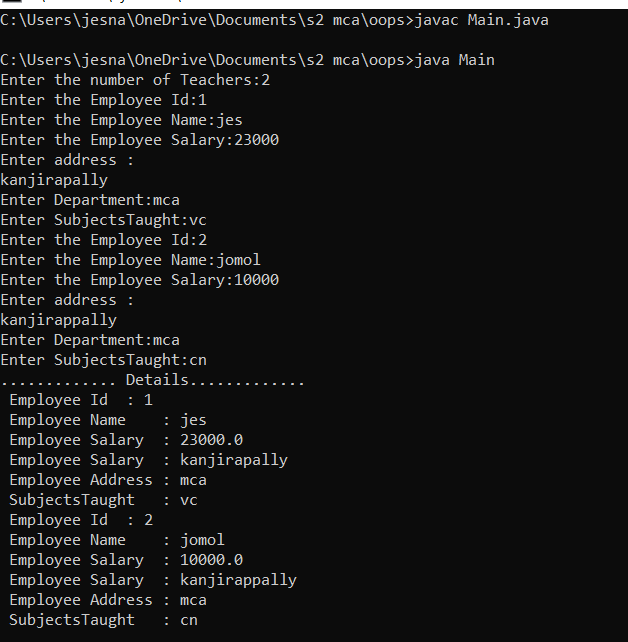 C:\Users\jesna\OneDrive\Documents\s2 mca\oops>javac Main.java
C:\Users\jesna\OneDrive\Documents\s2 mca\oops>java Main
Enter the number of Teachers:2
Enter the Employee Id:1
Enter the Employee Name:jes
Enter the Employee Salary:23000
Enter address :
kanjirapally
Enter Department:mca
Enter SubjectsTaught:vc
Enter the Employee Id:2
Enter the Employee Name:jomol
Enter the Employee Salary:10000
Enter address :
kanjirappally
Enter Department:mca
Enter SubjectsTaught:cn
............. Details.............
 Employee Id  : 1
 Employee Name    : jes
 Employee Salary  : 23000.0
 Employee Salary  : kanjirapally
 Employee Address : mca
 SubjectsTaught   : vc
 Employee Id  : 2
 Employee Name    : jomol
 Employee Salary  : 10000.0
 Employee Salary  : kanjirappally
 Employee Address : mca
 SubjectsTaught   : cn